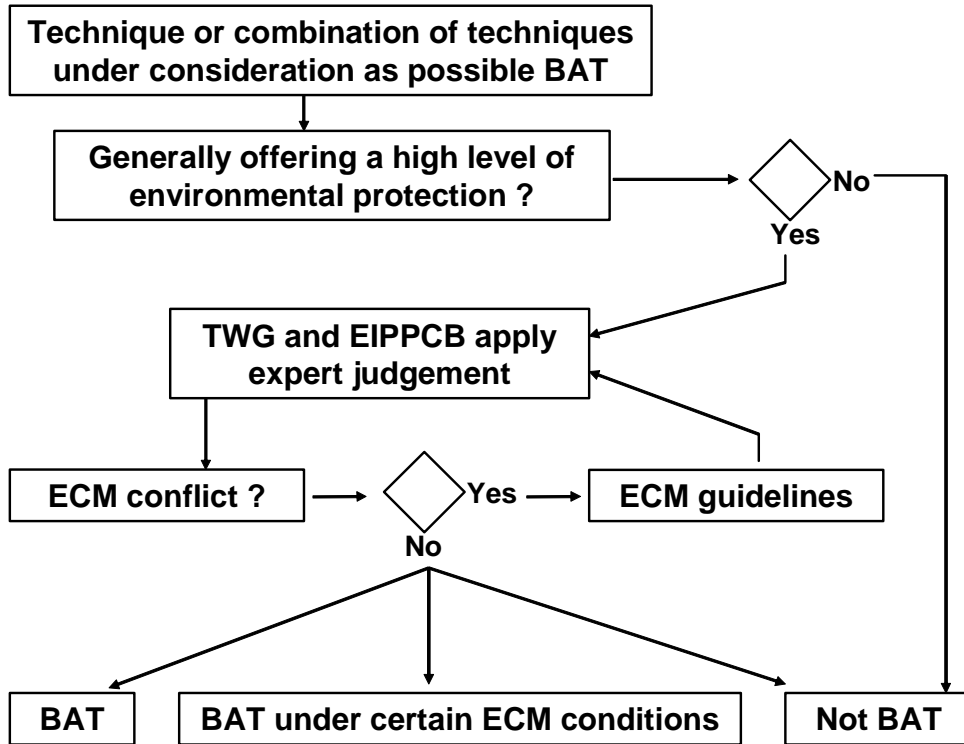 Technique or combination of techniques
under consideration as possible BAT
Generally offering a high level of
environmental protection ?
No
Yes
TWG and EIPPCB apply
expert judgement
ECM conflict ?
Yes
ECM guidelines
No
BAT
BAT under certain ECM conditions
Not BAT